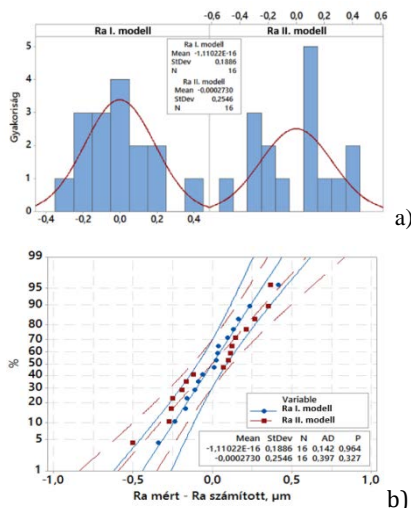 -0,6 -0,4 -0,2 0,0 0,2 0,4 0,6
Ra I. modell Ra II. modell
Ra I. modell
Mean -1,11022E-16
StDev 0,1886
N 16
Ra II. modell
Mean -0,0002730
StDev 0,2546
N 16
Gyakoriság
5
4
3
2
1
0
-0,4 -0,2 0,0 0,2 0,4
a)
99
95
90
80
70
60
50
40
30
20
10
5
1
%
Variable
Ra I. modell
Ra II. modell
Mean StDev N AD P
-1,11022E-16 0,1886 16 0,142 0,964
-0,0002730 0,2546 16 0,397 0,327
-1,0 -0,5 0,0 0,5 1,0
Ra mért - Ra számított, µm
b)